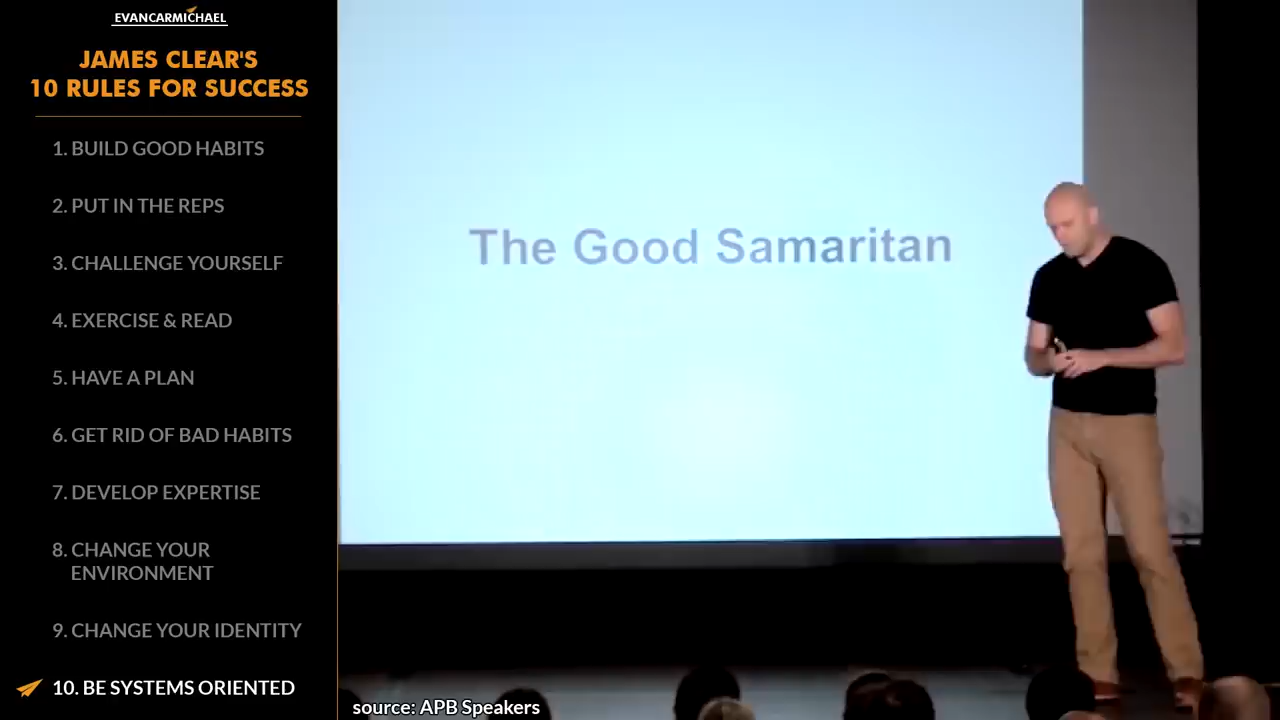 EVANCARMICHAEL
JAMES CLEAR'S
10 RULES FOR SUCCESS
1. BUILD GOOD HABITS
2. PUT IN THE REPS
3. CHALLENGE YOURSELF
4. EXERCISE & READ
5. HAVE A PLAN
6. GET RID OF BAD HABITS
7. DEVELOP EXPERTISE
8. CHANGE YOUR
ENVIRONMENT
9. CHANGE YOUR IDENTITY
10. BE SYSTEMS ORIENTED
The Good Samaritan
source: APB Speakers